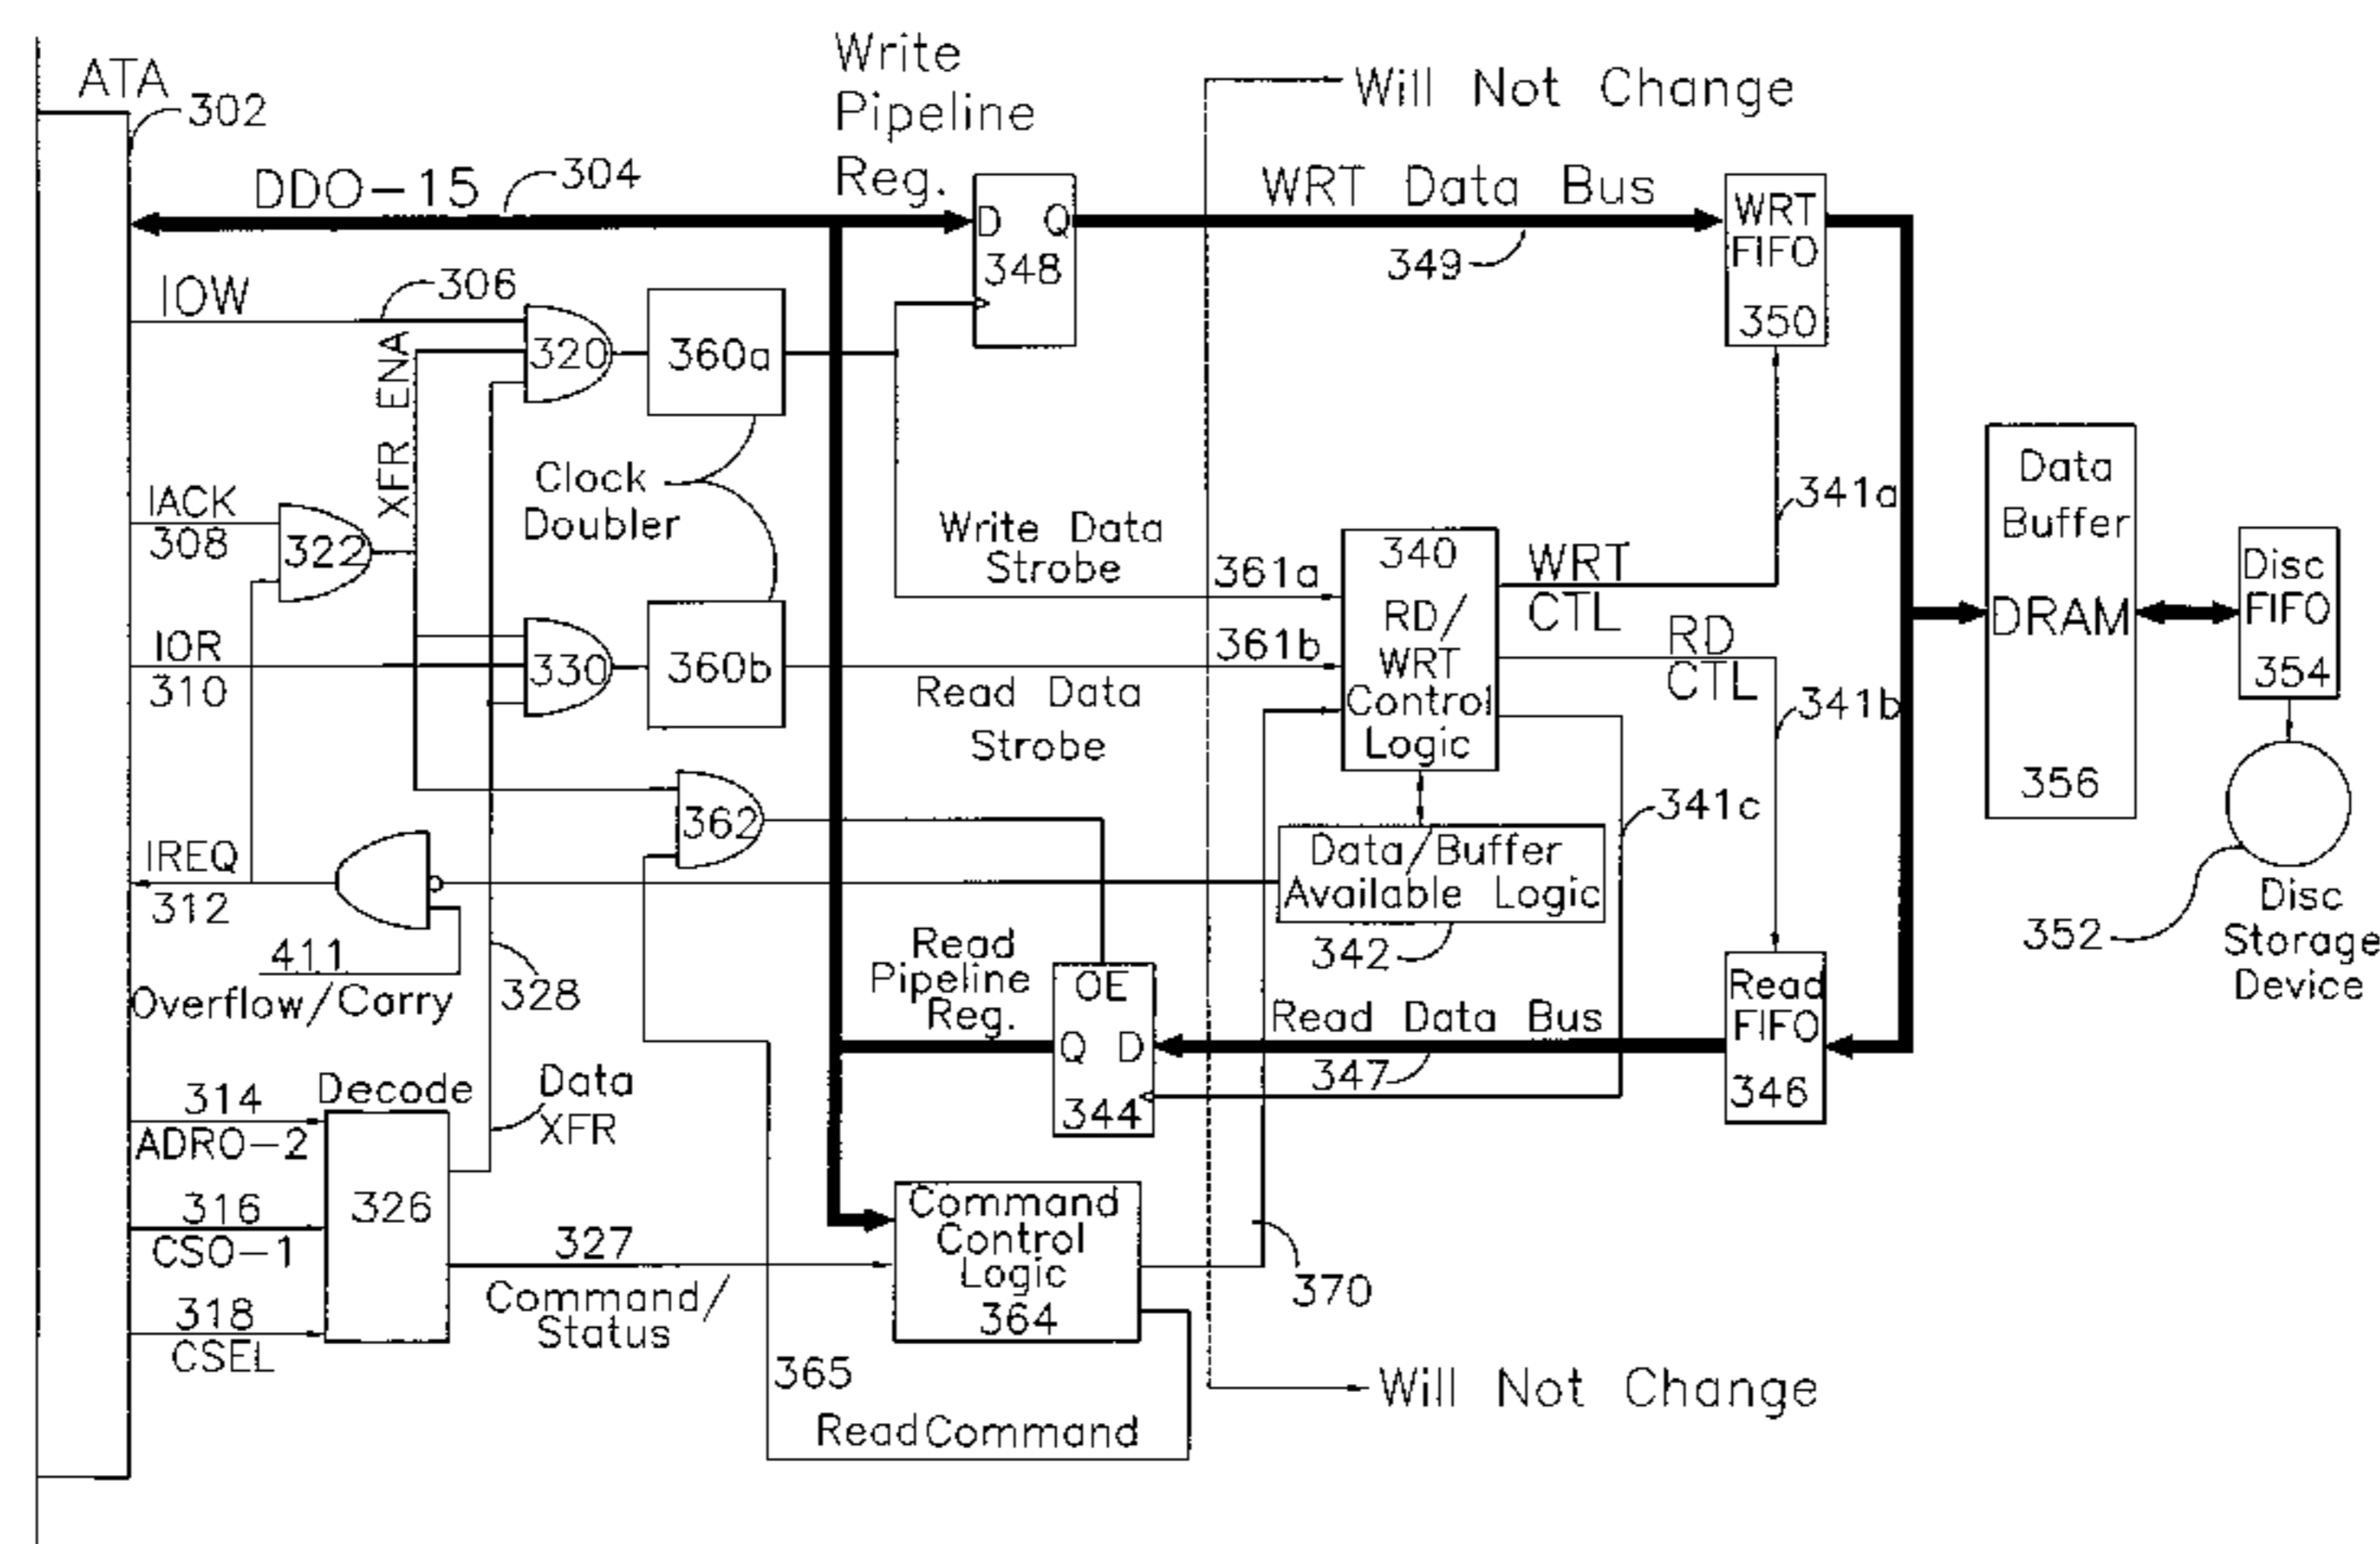 ATA
302
DDO-15
304
Write
Pipeline
Reg.
Will Not Change
WRT Data Bus
349
D Q
348
WRT
FIFO
350
IOW
306
XFR ENA
320
360a
Clock
Doubler
IACK
308
322
IOR
310
330
360b
Write Data
Strobe
361a
361b
Read Data
Strobe
340
RD/
WRT
Control
Logic
WRT
CTL
RD
CTL
341a
341b
341c
Data
Buffer
DRAM
356
Disc
FIFO
354
352
Disc
Storage
Device
362
IREQ
312
411
Overflow/Carry
328
Data/Buffer
Available Logic
342
Read
Pipeline
Reg.
OE
Q D
344
Read Data Bus
347
Read
FIFO
346
314
ADRO-2
316
CSO-1
318
CSEL
Decode
326
Data
XFR
327
Command/
Status
Command
Control
Logic
364
370
365
Read Command
Will Not Change